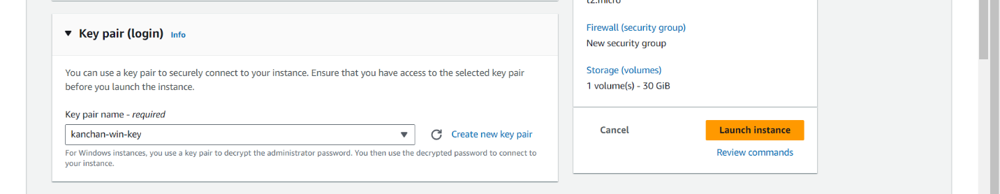 t2.micro
Key pair (login) Info
You can use a key pair to securely connect to your instance. Ensure that you have access to the selected key pair
before you launch the instance.
Key pair name - required
kanchan-win-key
Create new key pair
For Windows instances, you use a key pair to decrypt the administrator password. You then use the decrypted password to connect to
your instance.
Firewall (security group)
New security group
Storage (volumes)
1 volume(s) - 30 GiB
Cancel
Launch instance
Review commands